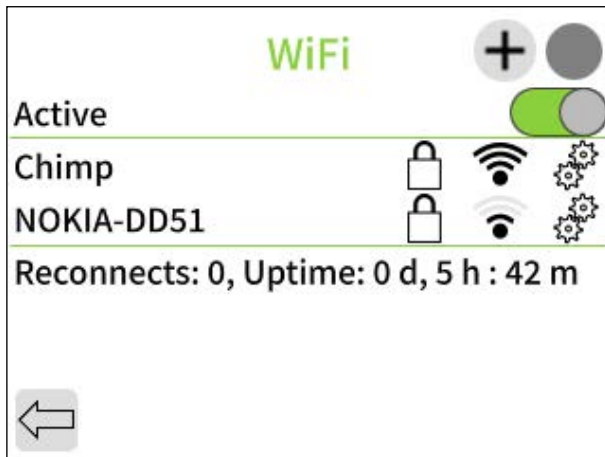 WiFi
Active
Chimp
NOKIA-DD51
Reconnects: 0, Uptime: 0 d, 5 h : 42 m